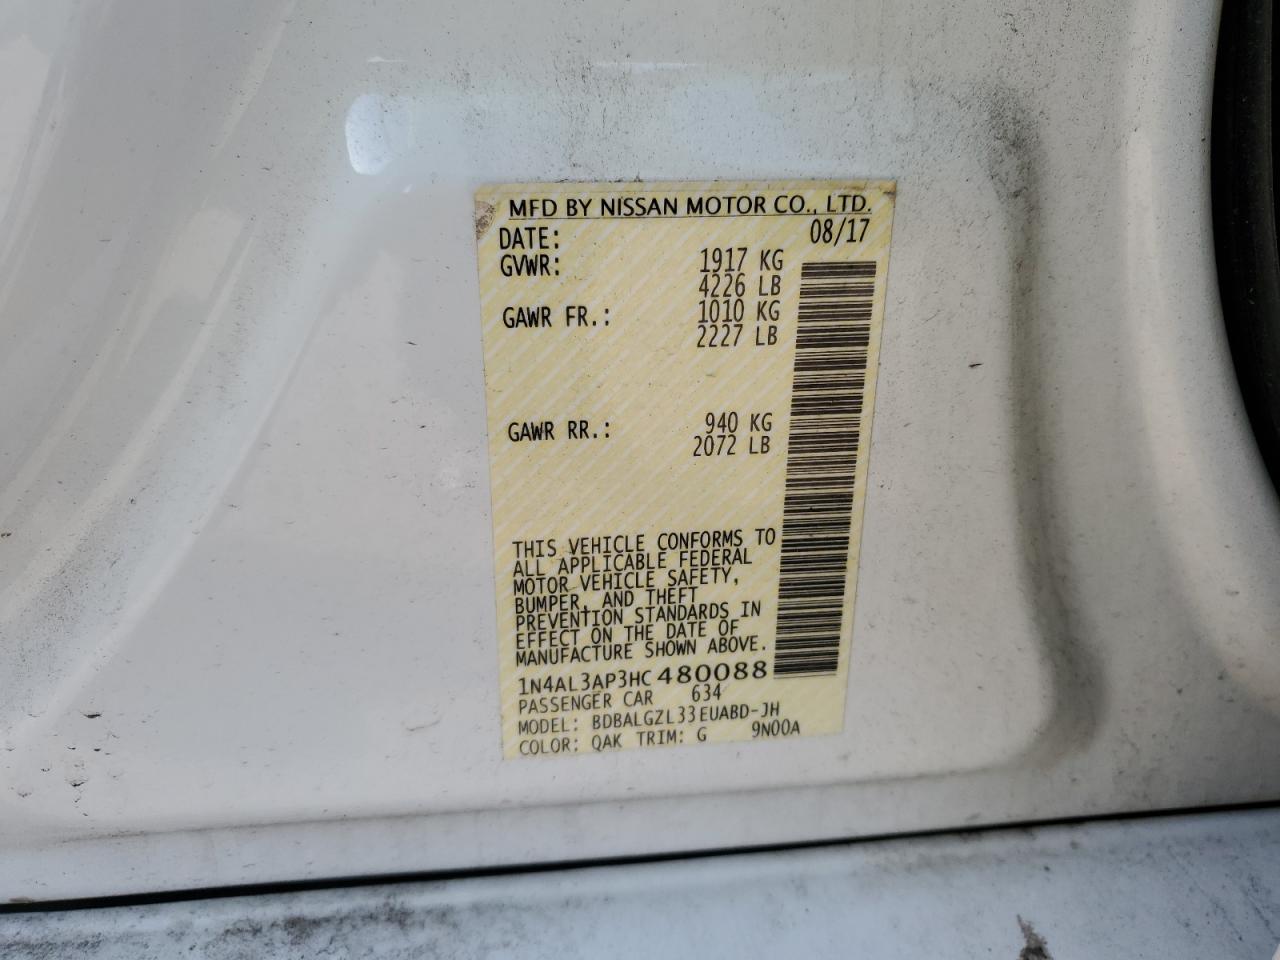 MFD BY NISSAN MOTOR CO., LTD.
DATE: 08/17
GVWR: 1917 KG
4226 LB
GAWR FR.: 1010 KG
2227 LB
GAWR RR.: 940 KG
2072 LB
THIS VEHICLE CONFORMS TO
ALL APPLICABLE FEDERAL
MOTOR VEHICLE SAFETY,
BUMPER, AND THEFT
PREVENTION STANDARDS IN
EFFECT ON THE DATE OF
MANUFACTURE SHOWN ABOVE.
1N4AL3AP3HC480088
PASSENGER CAR 634
MODEL: BDBALGZL33EUABD-JH
COLOR: QAK TRIM: G 9N00A